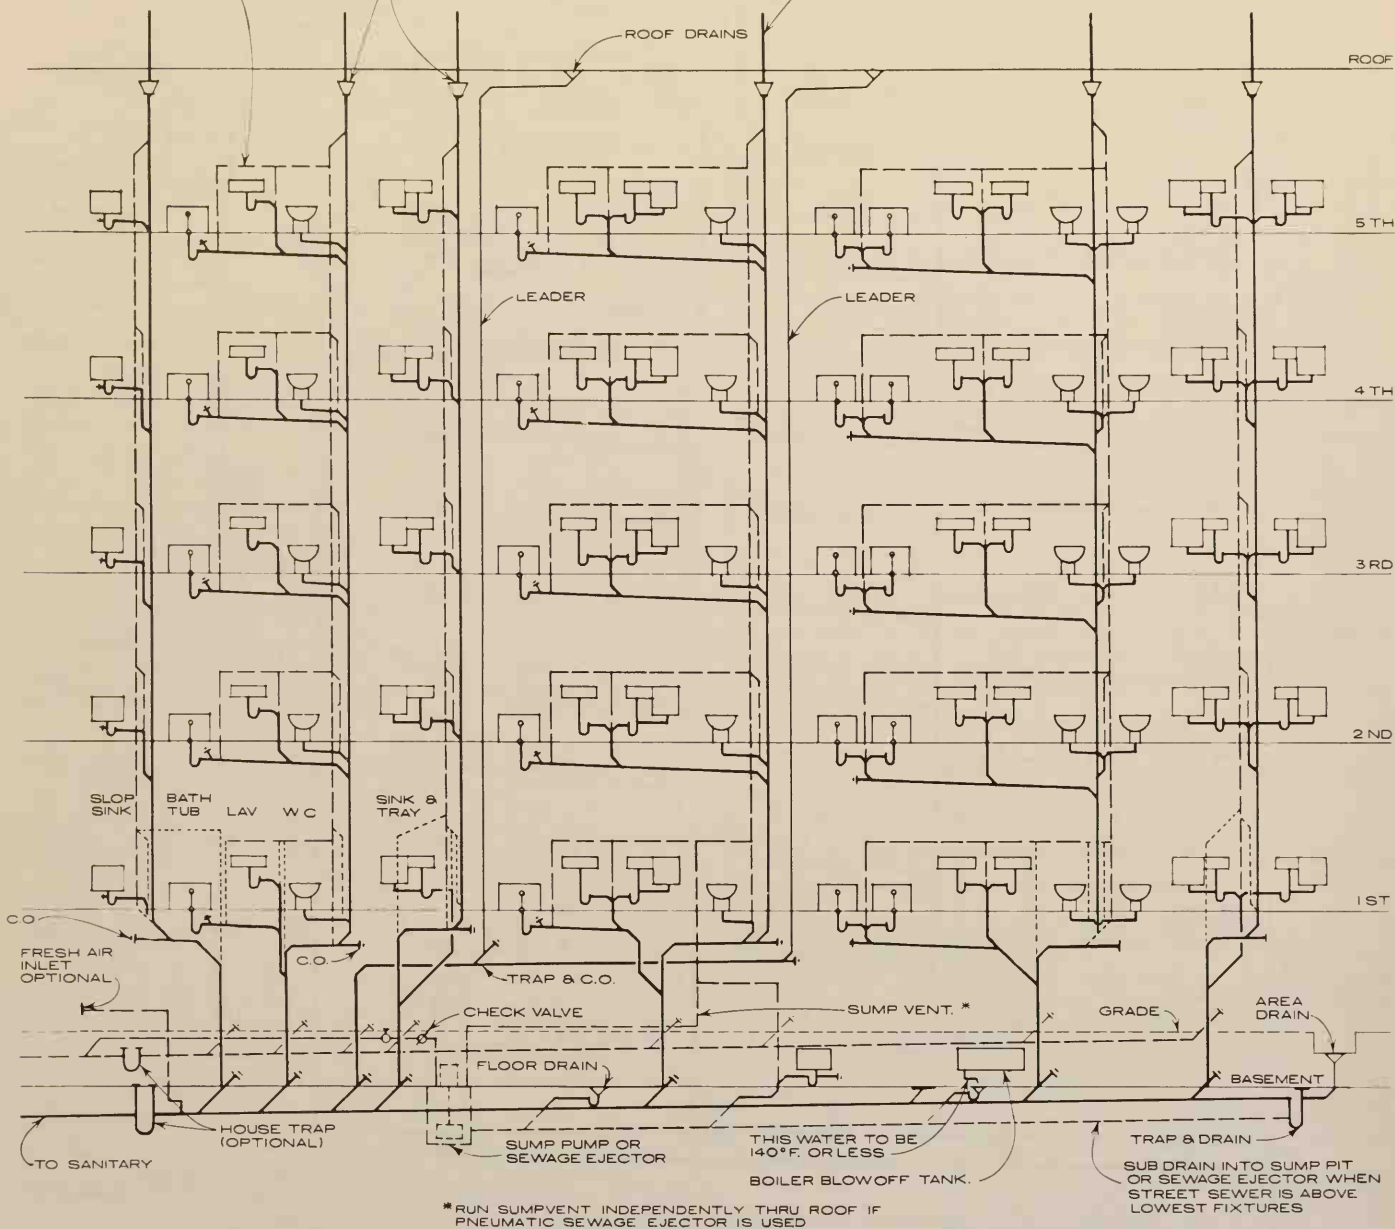 ROOF DRAINS
ROOF
5 TH
LEADER
LEADER
4 TH
3 RD
2 ND
SLOP
SINK
BATH
TUB
LAV
WC
SINK &
TRAY
1 ST
C O
C.O.
FRESH AIR
INLET
OPTIONAL
TRAP & C.O.
CHECK VALVE
SUMP VENT. *
GRADE
AREA
DRAIN
FLOOR DRAIN
BASEMENT
HOUSE TRAP
(OPTIONAL)
TO SANITARY
SUMP PUMP OR
SEWAGE EJECTOR
THIS WATER TO BE
140°F. OR LESS
BOILER BLOWOFF TANK.
TRAP & DRAIN
SUB DRAIN INTO SUMP PIT
OR SEWAGE EJECTOR WHEN
STREET SEWER IS ABOVE
LOWEST FIXTURES
*RUN SUMPVENT INDEPENDENTLY THRU ROOF IF
PNEUMATIC SEWAGE EJECTOR IS USED